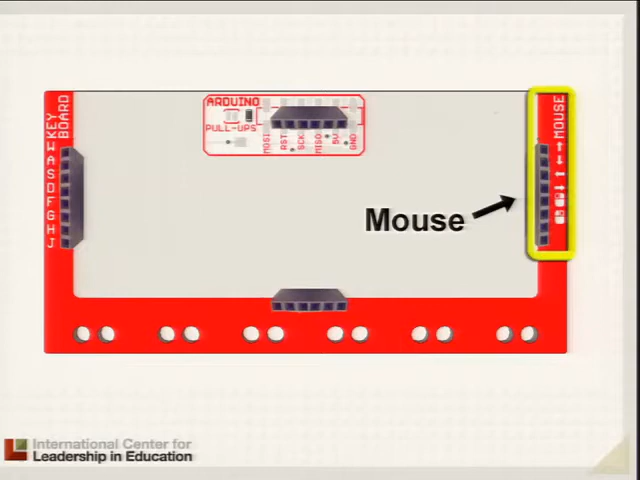 KEY
BOARD
W
A
S
D
F
G
H
J
ARDUINO
PULL-UPS
MOSI
RST
SCK
MISO
5V
GND
MOUSE
Mouse
International Center for
Leadership in Education